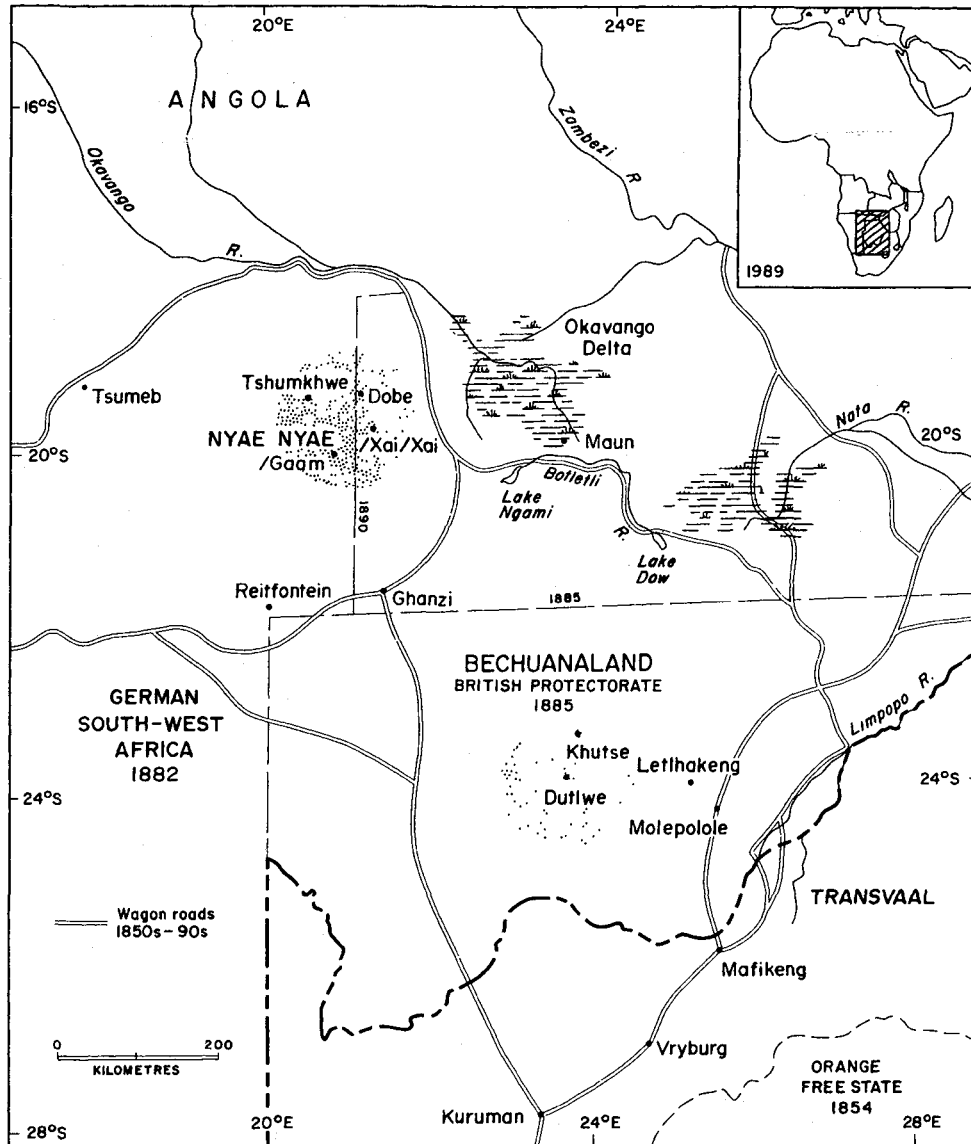 20°E
24°E
16°S
ANGOLA
Okavango
R.
Zambezi
R
1989
Okavango
Delta
Tsumeb
Tshumkhwe
Dobe
NYAE NYAE
/Xai/Xai
/Gaam
20°S
1890
Maun
Botletli
R.
Lake
Ngami
Lake
Dow
Nata
R.
20°S
Reitfontein
Ghanzi
1885
BECHUANALAND
BRITISH PROTECTORATE
1885
GERMAN
SOUTH-WEST
AFRICA
1882
Khutse
Dutlwe
Letlhakeng
Molepolole
Limpopo R.
24°S
24°S
TRANSVAAL
Wagon roads
1850s-90s
Mafikeng
0
200
KILOMETRES
Vryburg
Kuruman
ORANGE
FREE STATE
1854
28°S
20°E
24°E
28°E